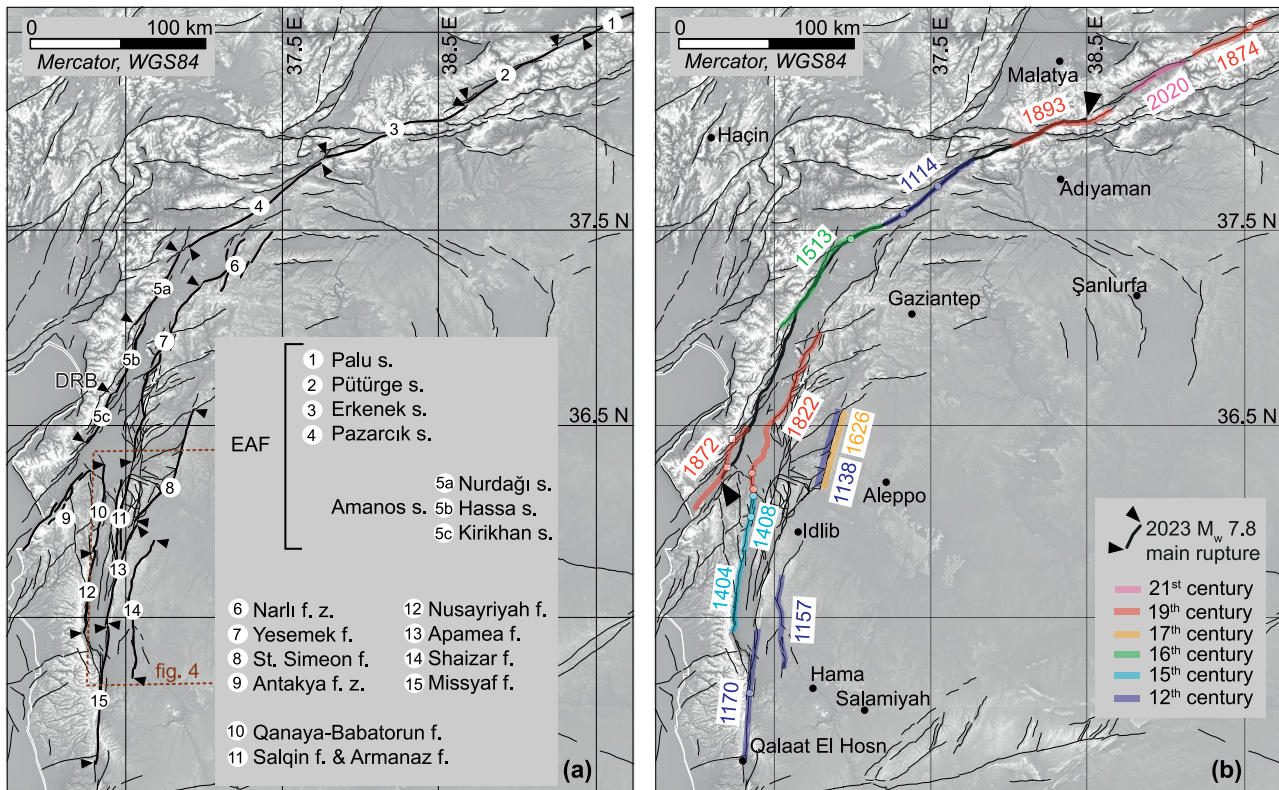 0 100 km
Mercator, WGS84
37.5 E
38.5 E
1
2
3
4
6
5a
7
5b
DRB
5c
8
10
9
11
13
12
14
fig. 4
15
EAF
1 Palu s.
2 Pütürge s.
3 Erkenek s.
4 Pazarcık s.
Amanos s.
5a Nurdağı s.
5b Hassa s.
5c Kirikhan s.
6 Narlı f. z.
7 Yesemek f.
8 St. Simeon f.
9 Antakya f. z.
12 Nusayriyah f.
13 Apamea f.
14 Shaizar f.
15 Missyaf f.
10 Qanaya-Babatorun f.
11 Salqin f. & Armanaz f.
(a)
0 100 km
Mercator, WGS84
37.5 E
38.5 E
1874
Malatya
2020
1893
Haçin
1114
Adıyaman
37.5 N
1513
Gaziantep
Şanlurfa
36.5 N
1822
1626
1872
1138
Aleppo
1408
Idlib
1404
1157
Hama
Salamiyah
1170
Qalaat El Hosn
2023 Mw 7.8
main rupture
21st century
19th century
17th century
16th century
15th century
12th century
(b)